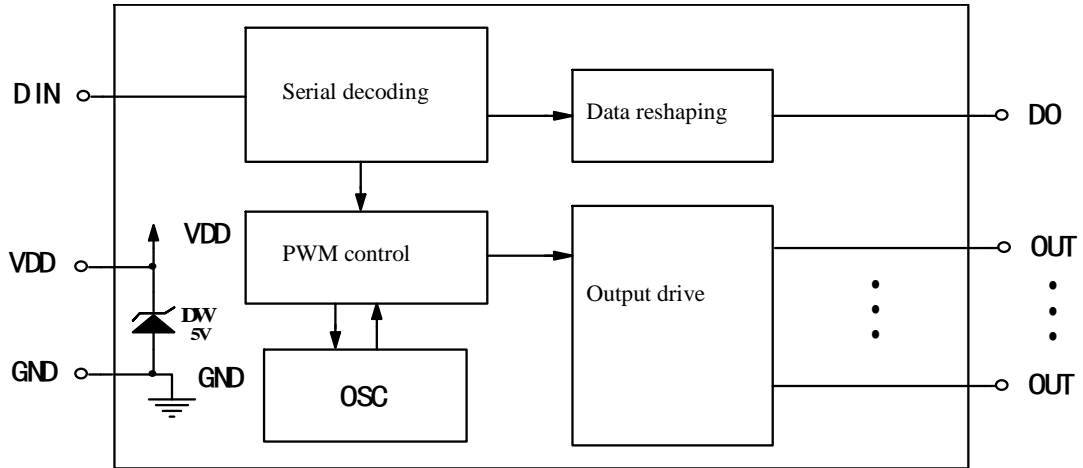 DIN
Serial decoding
Data reshaping
DO
VDD
VDD
PWM control
OUT
Output drive
DW
5V
GND
GND
OSC
OUT